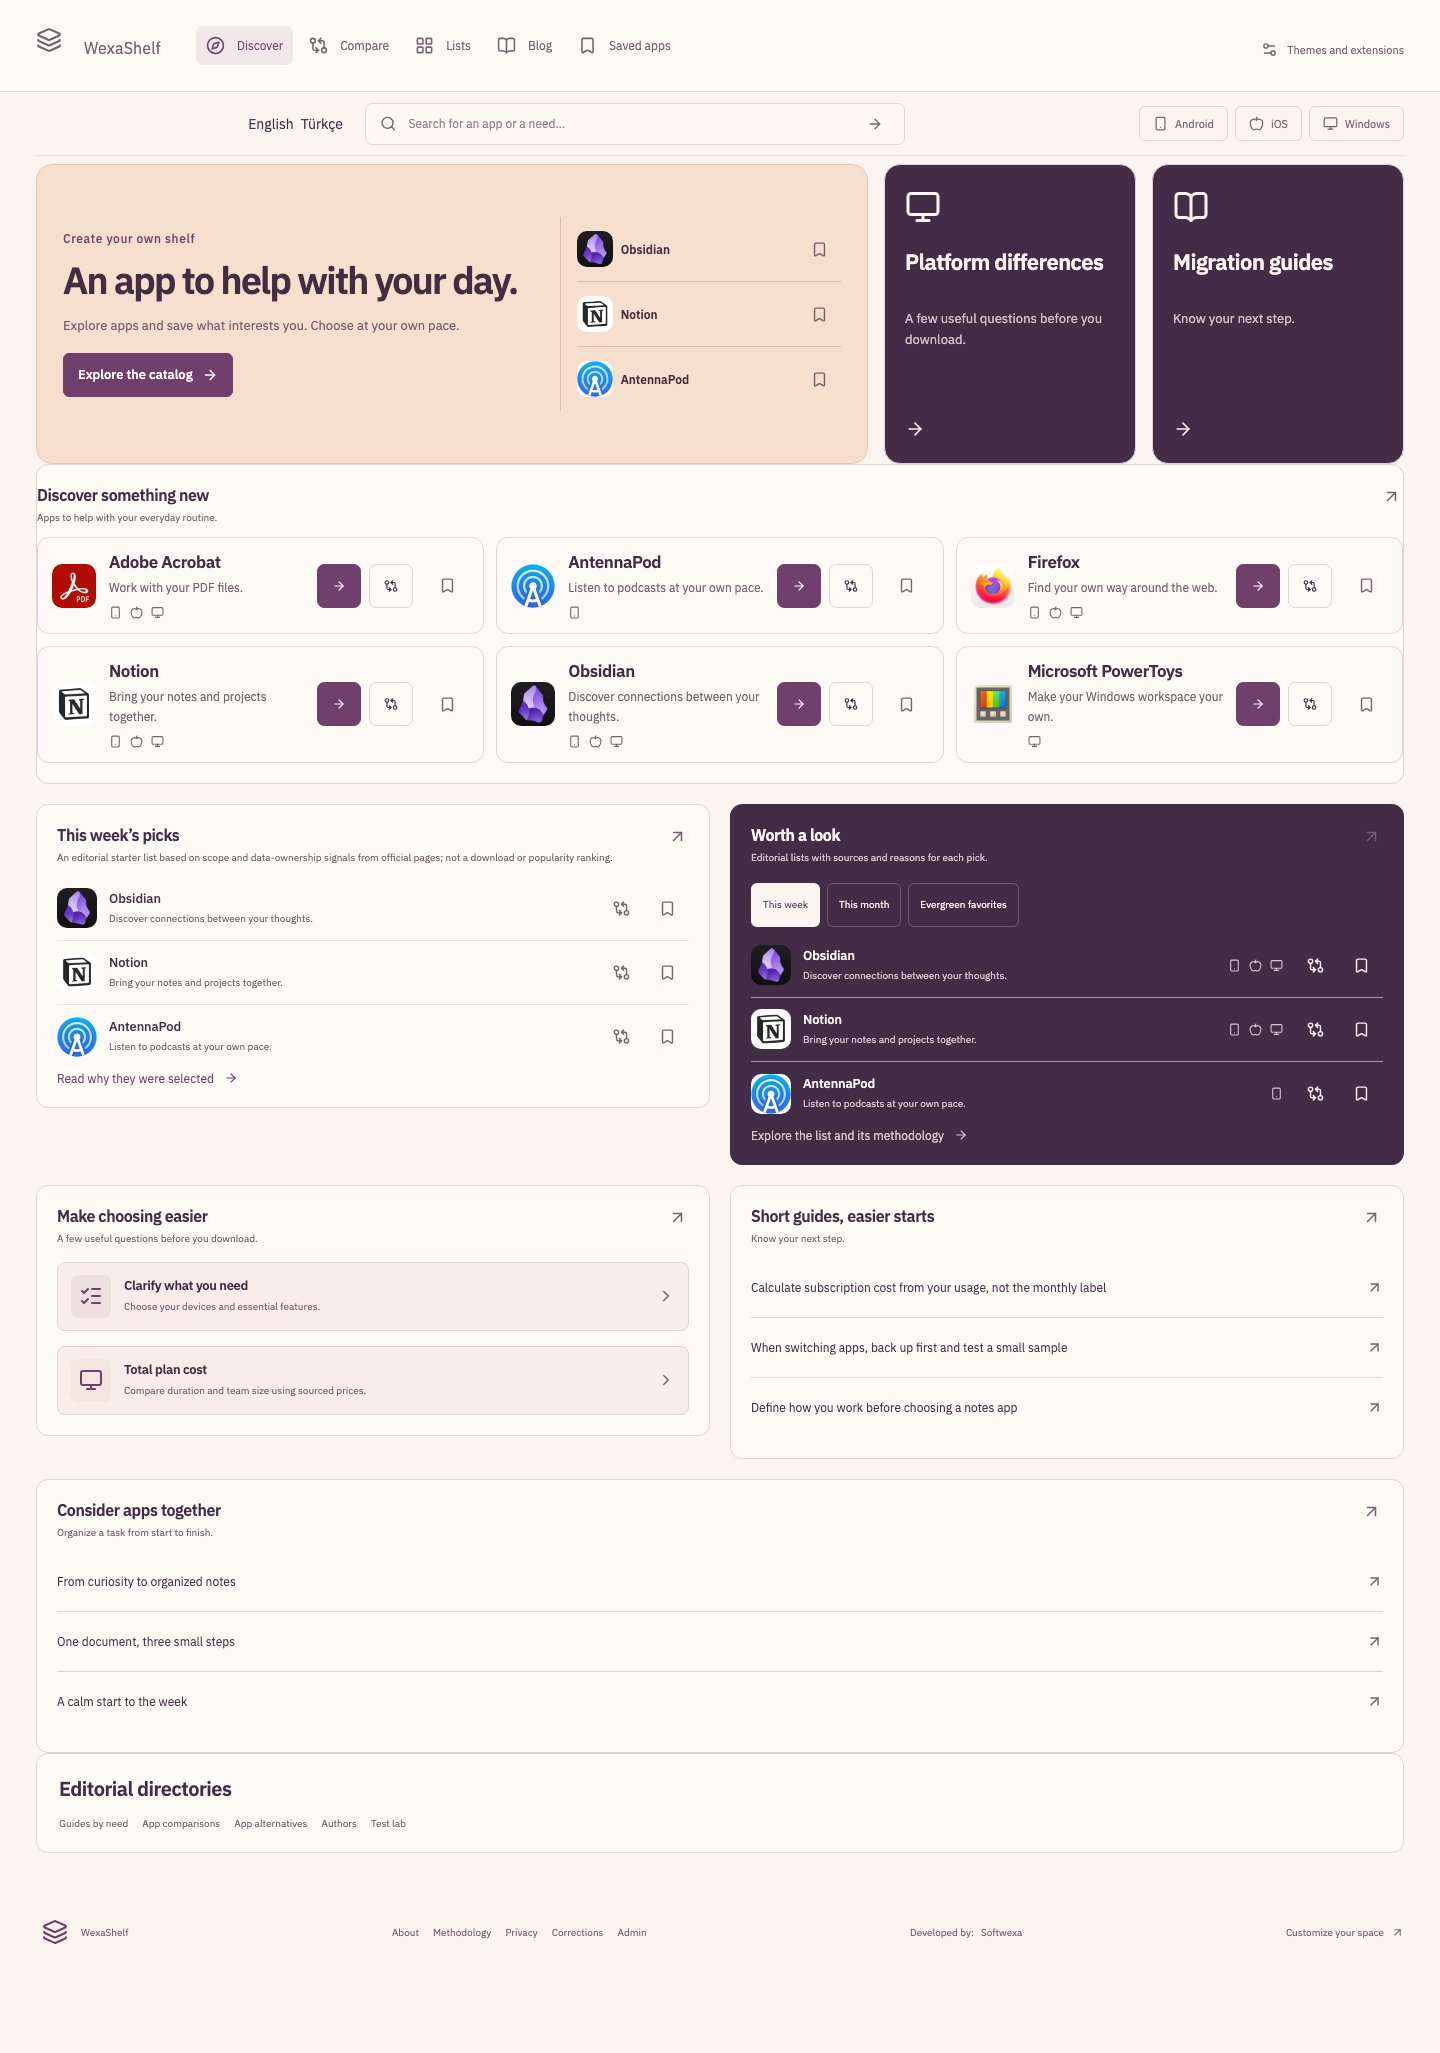 WexaShelf
Discover
Compare
Lists
Blog
Saved apps
Themes and extensions
English Türkçe
Search for an app or a need...
Android
iOS
Windows
Create your own shelf
An app to help with your day.
Explore apps and save what interests you. Choose at your own pace.
Explore the catalog
Obsidian
Notion
AntennaPod
Platform differences
A few useful questions before you
download.
Migration guides
Know your next step.
Discover something new
Apps to help with your everyday routine.
PDF
Adobe Acrobat
Work with your PDF files.
AntennaPod
Listen to podcasts at your own pace.
Firefox
Find your own way around the web.
Notion
Bring your notes and projects
together.
Obsidian
Discover connections between your
thoughts.
Microsoft PowerToys
Make your Windows workspace your
own.
This week’s picks
An editorial starter list based on scope and data-ownership signals from official pages; not a download or popularity ranking.
Obsidian
Discover connections between your thoughts.
Notion
Bring your notes and projects together.
AntennaPod
Listen to podcasts at your own pace.
Read why they were selected
Worth a look
Editorial lists with sources and reasons for each pick.
This week
This month
Evergreen favorites
Obsidian
Discover connections between your thoughts.
Notion
Bring your notes and projects together.
AntennaPod
Listen to podcasts at your own pace.
Explore the list and its methodology
Make choosing easier
A few useful questions before you download.
Clarify what you need
Choose your devices and essential features.
Total plan cost
Compare duration and team size using sourced prices.
Short guides, easier starts
Know your next step.
Calculate subscription cost from your usage, not the monthly label
When switching apps, back up first and test a small sample
Define how you work before choosing a notes app
Consider apps together
Organize a task from start to finish.
From curiosity to organized notes
One document, three small steps
A calm start to the week
Editorial directories
Guides by need
App comparisons
App alternatives
Authors
Test lab
WexaShelf
About
Methodology
Privacy
Corrections
Admin
Developed by: Softwexa
Customize your space